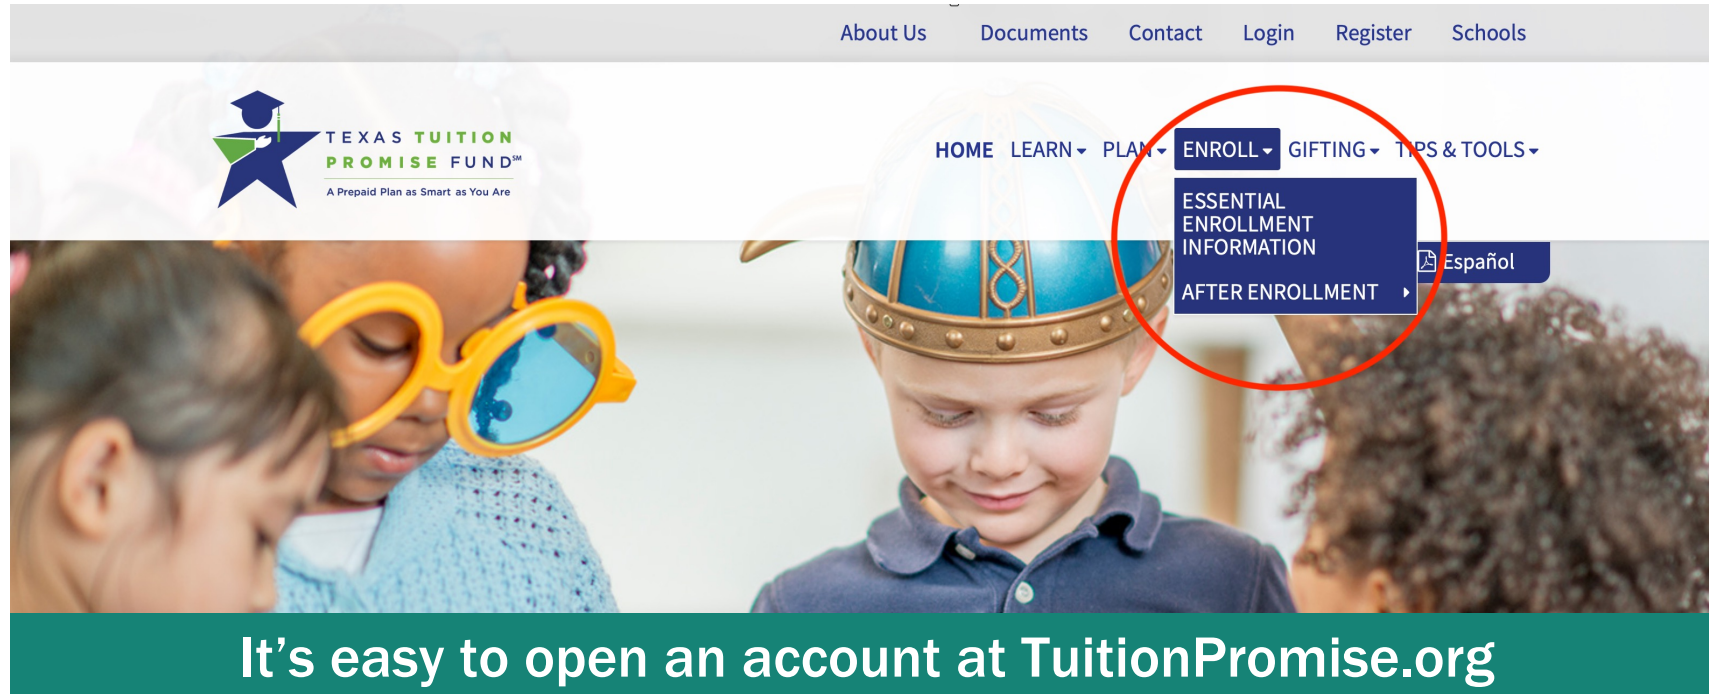 About Us Documents Contact Login Register Schools
TEXAS TUITION
PROMISE FUND℠
A Prepaid Plan as Smart as You Are
HOME LEARN PLAN ENROLL GIFTING TIPS & TOOLS
ESSENTIAL
ENROLLMENT
INFORMATION
AFTER ENROLLMENT
Español
It's easy to open an account at TuitionPromise.org